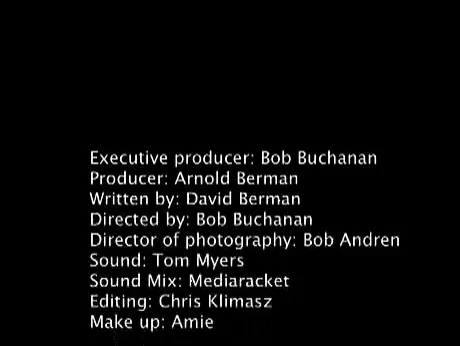 Executive producer: Bob Buchanan
Producer: Arnold Berman
Written by: David Berman
Directed by: Bob Buchanan
Director of photography: Bob Andren
Sound: Tom Myers
Sound Mix: Mediaracket
Editing: Chris Klimasz
Make up: Amie